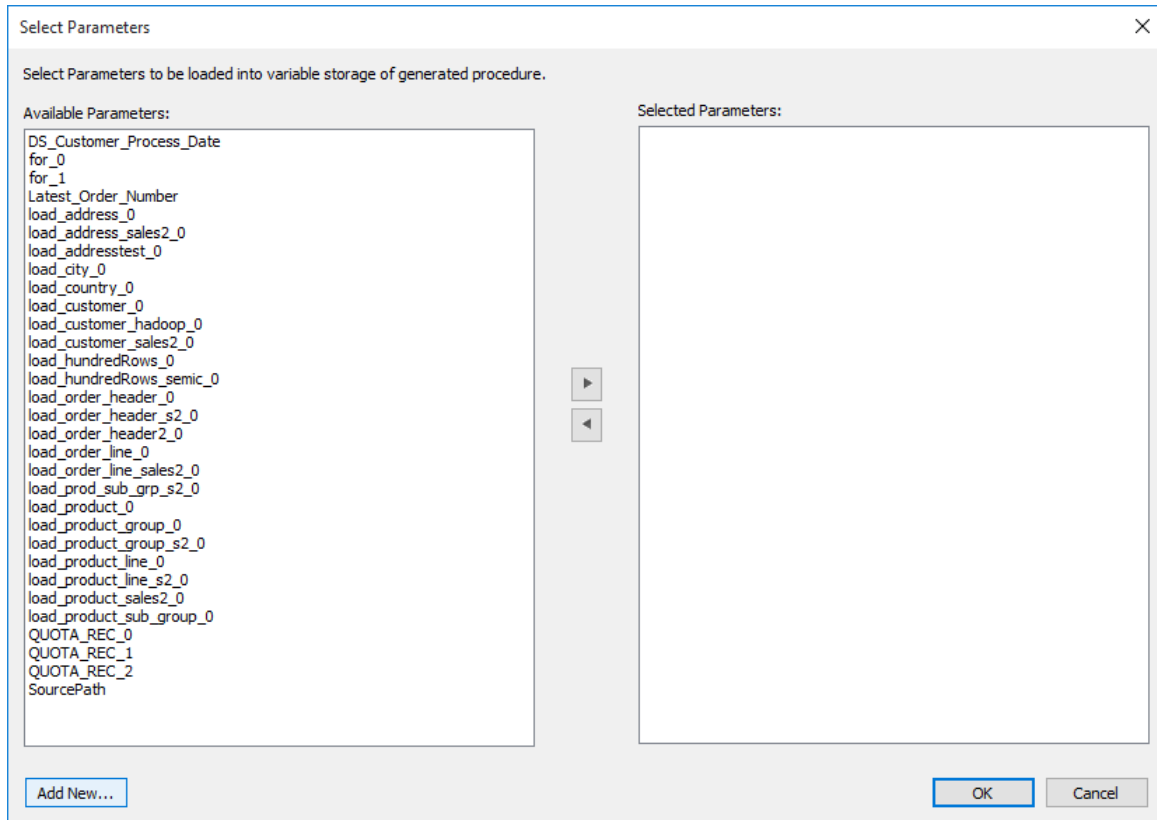 Select Parameters
Select Parameters to be loaded into variable storage of generated procedure.
Available Parameters:
DS_Customer_Process_Date
for_0
for_1
Latest_Order_Number
load_address_0
load_address_sales2_0
load_addresstest_0
load_city_0
load_country_0
load_customer_0
load_customer_hadoop_0
load_customer_sales2_0
load_hundredRows_0
load_hundredRows_semic_0
load_order_header_0
load_order_header_s2_0
load_order_header2_0
load_order_line_0
load_order_line_sales2_0
load_prod_sub_grp_s2_0
load_product_0
load_product_group_0
load_product_group_s2_0
load_product_line_0
load_product_line_s2_0
load_product_sales2_0
load_product_sub_group_0
QUOTA_REC_0
QUOTA_REC_1
QUOTA_REC_2
SourcePath
Selected Parameters:
Add New...
OK
Cancel